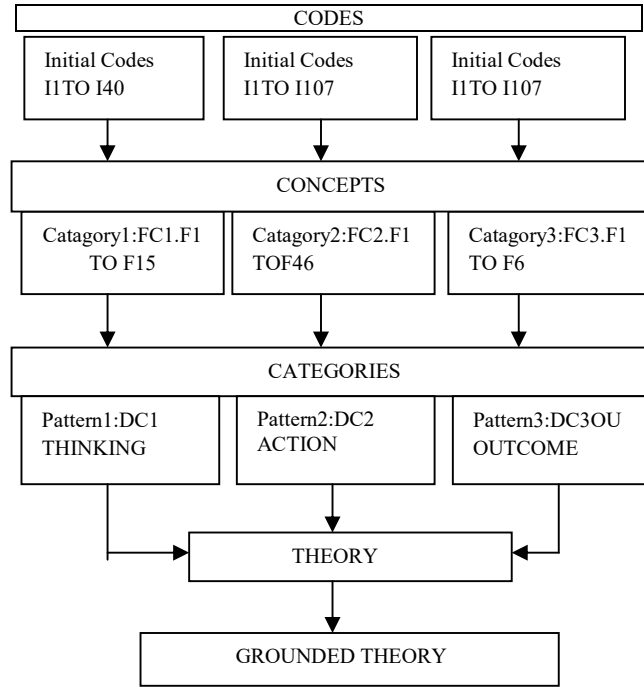 CODES
Initial Codes
I1TO I40
Initial Codes
I1TO I107
Initial Codes
I1TO I107
CONCEPTS
Catagory1:FC1.F1
TO F15
Catagory2:FC2.F1
TOF46
Catagory3:FC3.F1
TO F6
CATEGORIES
Pattern1:DC1
THINKING
Pattern2:DC2
ACTION
Pattern3:DC3OU
OUTCOME
THEORY
GROUNDED THEORY